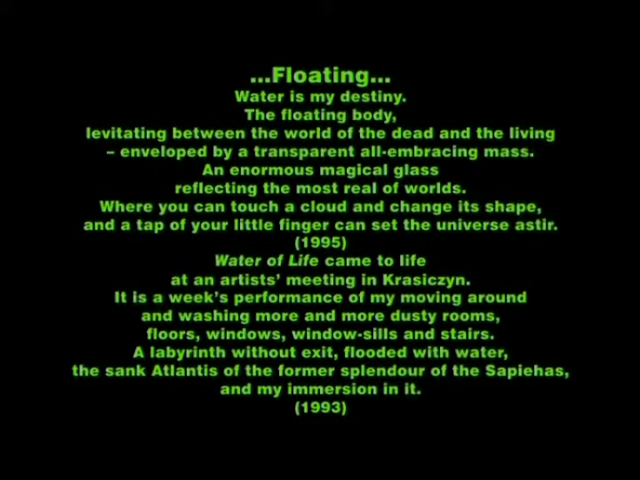 ...Floating...
Water is my destiny.
The floating body,
levitating between the world of the dead and the living
– enveloped by a transparent all-embracing mass.
An enormous magical glass
reflecting the most real of worlds.
Where you can touch a cloud and change its shape,
and a tap of your little finger can set the universe astir.
(1995)
Water of Life came to life
at an artists’ meeting in Krasiczyn.
It is a week’s performance of my moving around
and washing more and more dusty rooms,
floors, windows, window-sills and stairs.
A labyrinth without exit, flooded with water,
the sank Atlantis of the former splendour of the Sapiehas,
and my immersion in it.
(1993)